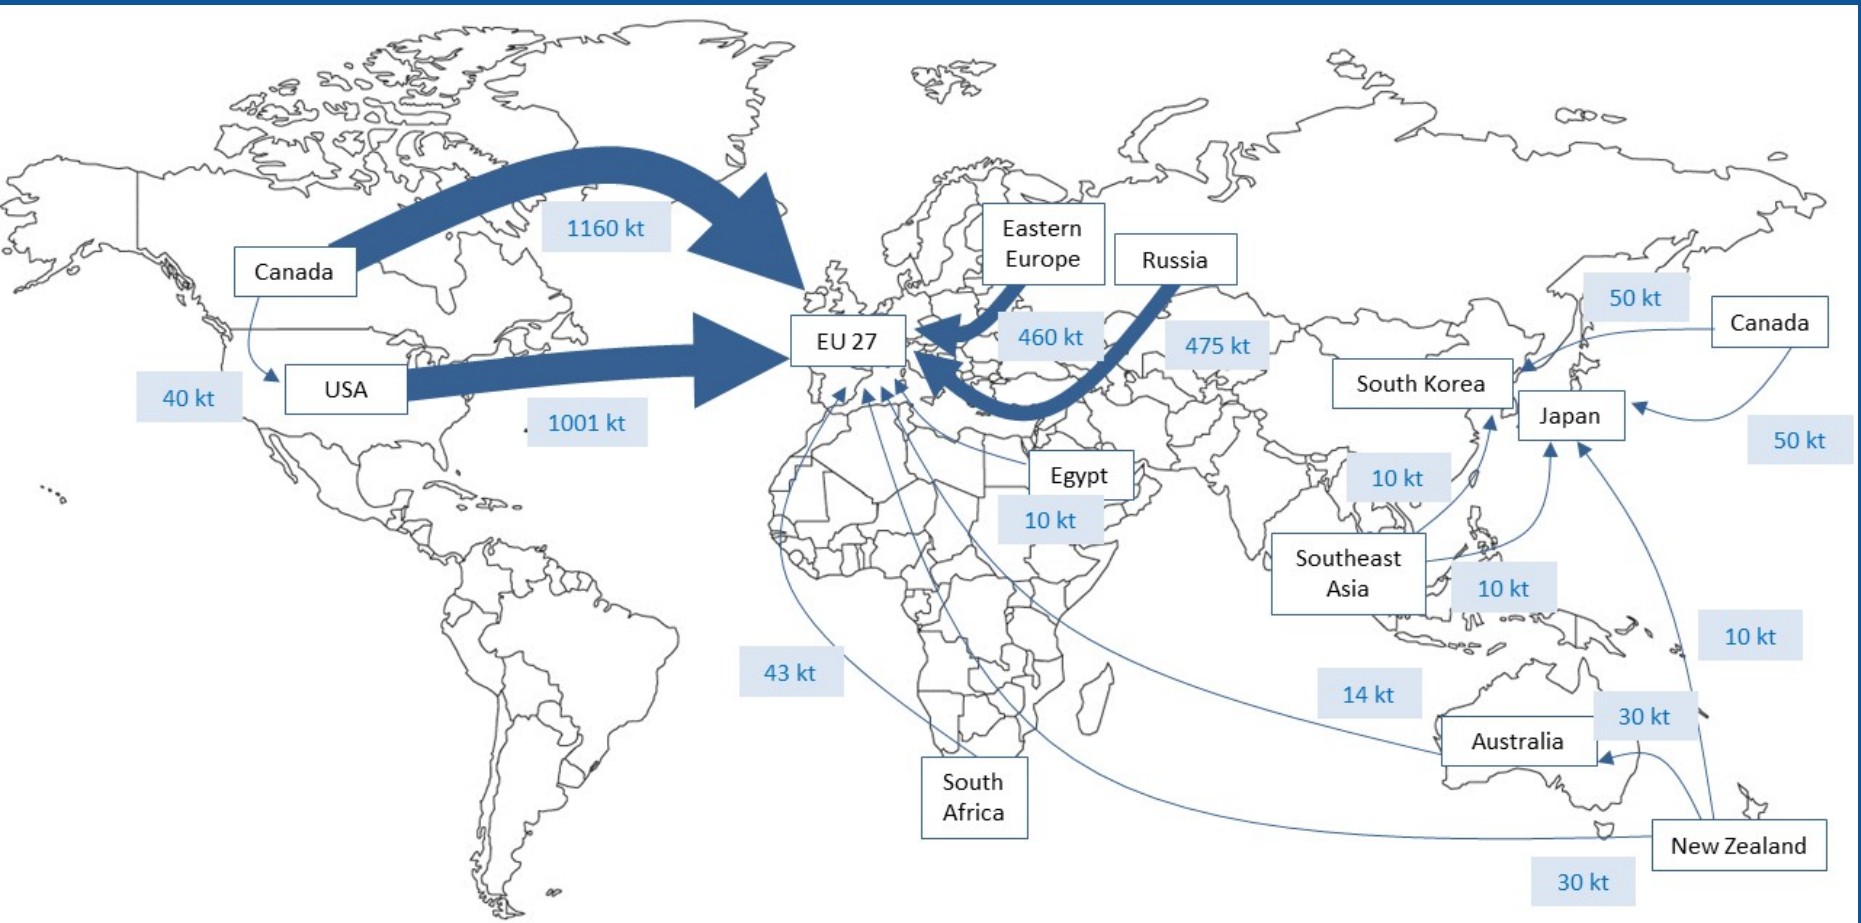 Eastern
Europe
Russia
1160 kt
Canada
50 kt
Canada
EU 27
460 kt
475 kt
South Korea
USA
40 kt
1001 kt
Japan
50 kt
Egypt
10 kt
10 kt
Southeast
Asia
10 kt
10 kt
43 kt
14 kt
30 kt
Australia
South
Africa
New Zealand
30 kt